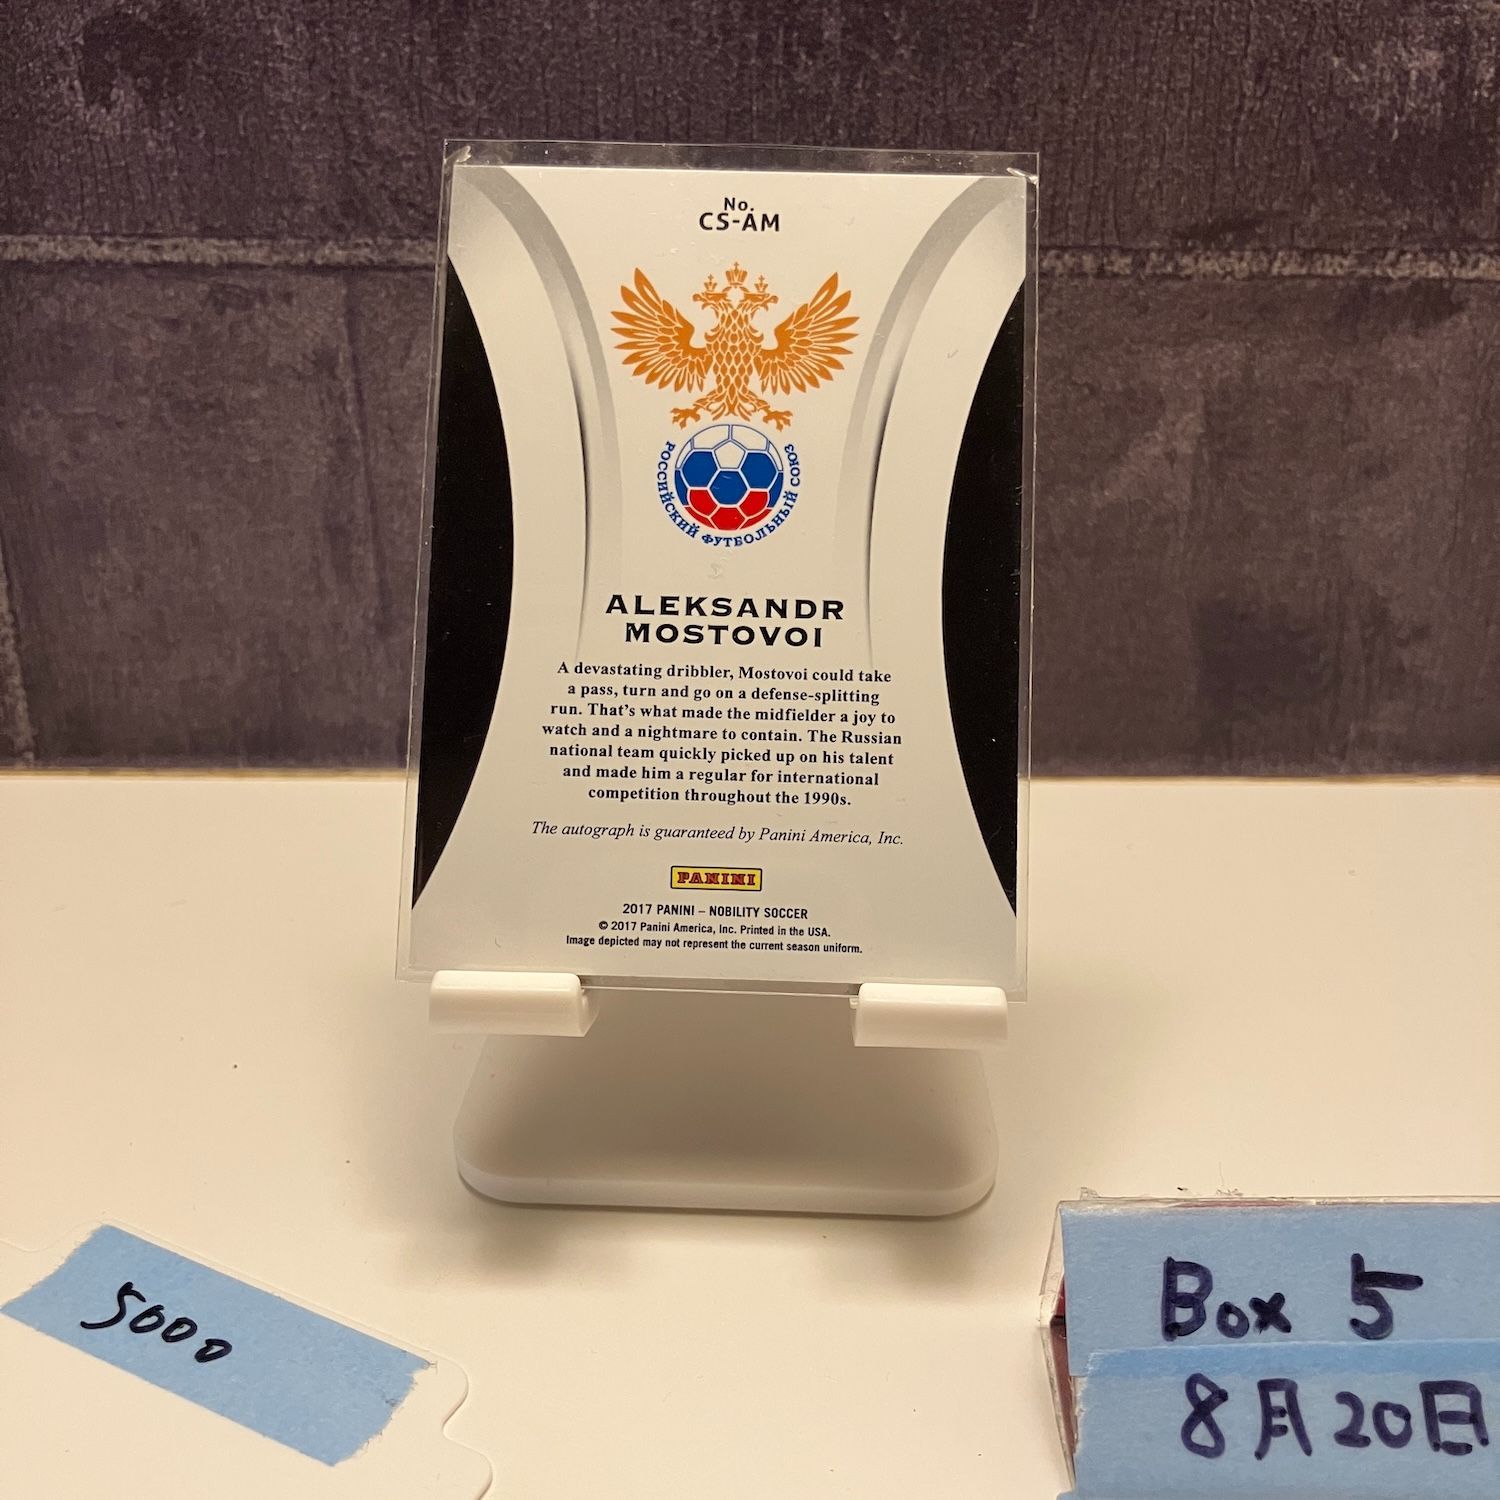 No.
CS-AM
РОССИЙСКИЙ ФУТБОЛЬНЫЙ СОЮЗ
ALEKSANDR
MOSTOVOI
A devastating dribbler, Mostovoi could take
a pass, turn and go on a defense-splitting
run. That's what made the midfielder a joy to
watch and a nightmare to contain. The Russian
national team quickly picked up on his talent
and made him a regular for international
competition throughout the 1990s.
The autograph is guaranteed by Panini America, Inc.
PANINI
2017 PANINI – NOBILITY SOCCER
© 2017 Panini America, Inc. Printed in the USA.
Image depicted may not represent the current season uniform.
5000
Box 5
8月20日